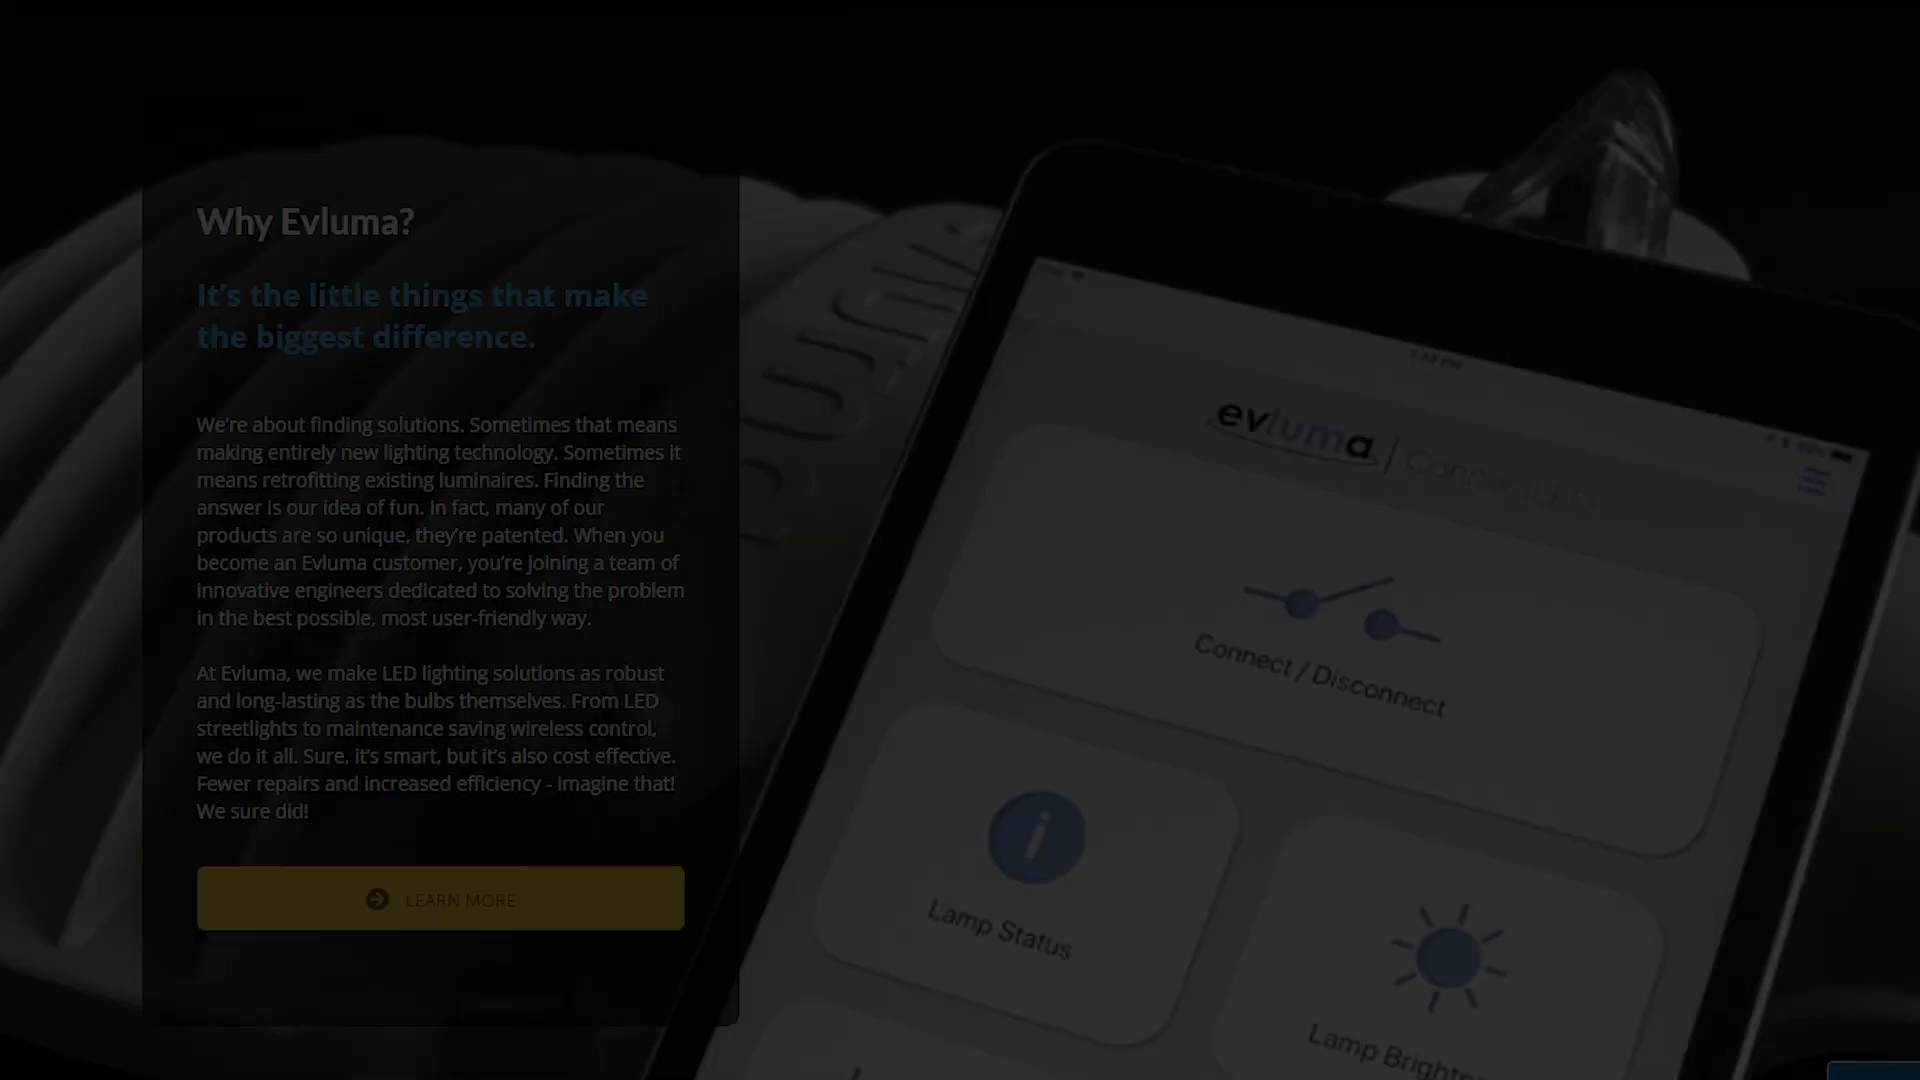 Why Evluma?
It's the little things that make
the biggest difference.
We're about finding solutions. Sometimes that means
making entirely new lighting technology. Sometimes it
means retrofitting existing luminaires. Finding the
answer is our idea of fun. In fact, many of our
products are so unique, they're patented. When you
become an Evluma customer, you're joining a team of
innovative engineers dedicated to solving the problem
in the best possible, most user-friendly way.
At Evluma, we make LED lighting solutions as robust
and long-lasting as the bulbs themselves. From LED
streetlights to maintenance saving wireless control,
we do it all. Sure, it's smart, but it's also cost effective.
Fewer repairs and increased efficiency - imagine that!
We sure did!
LEARN MORE
evluma | ConnectLED
Connect / Disconnect
Lamp Status